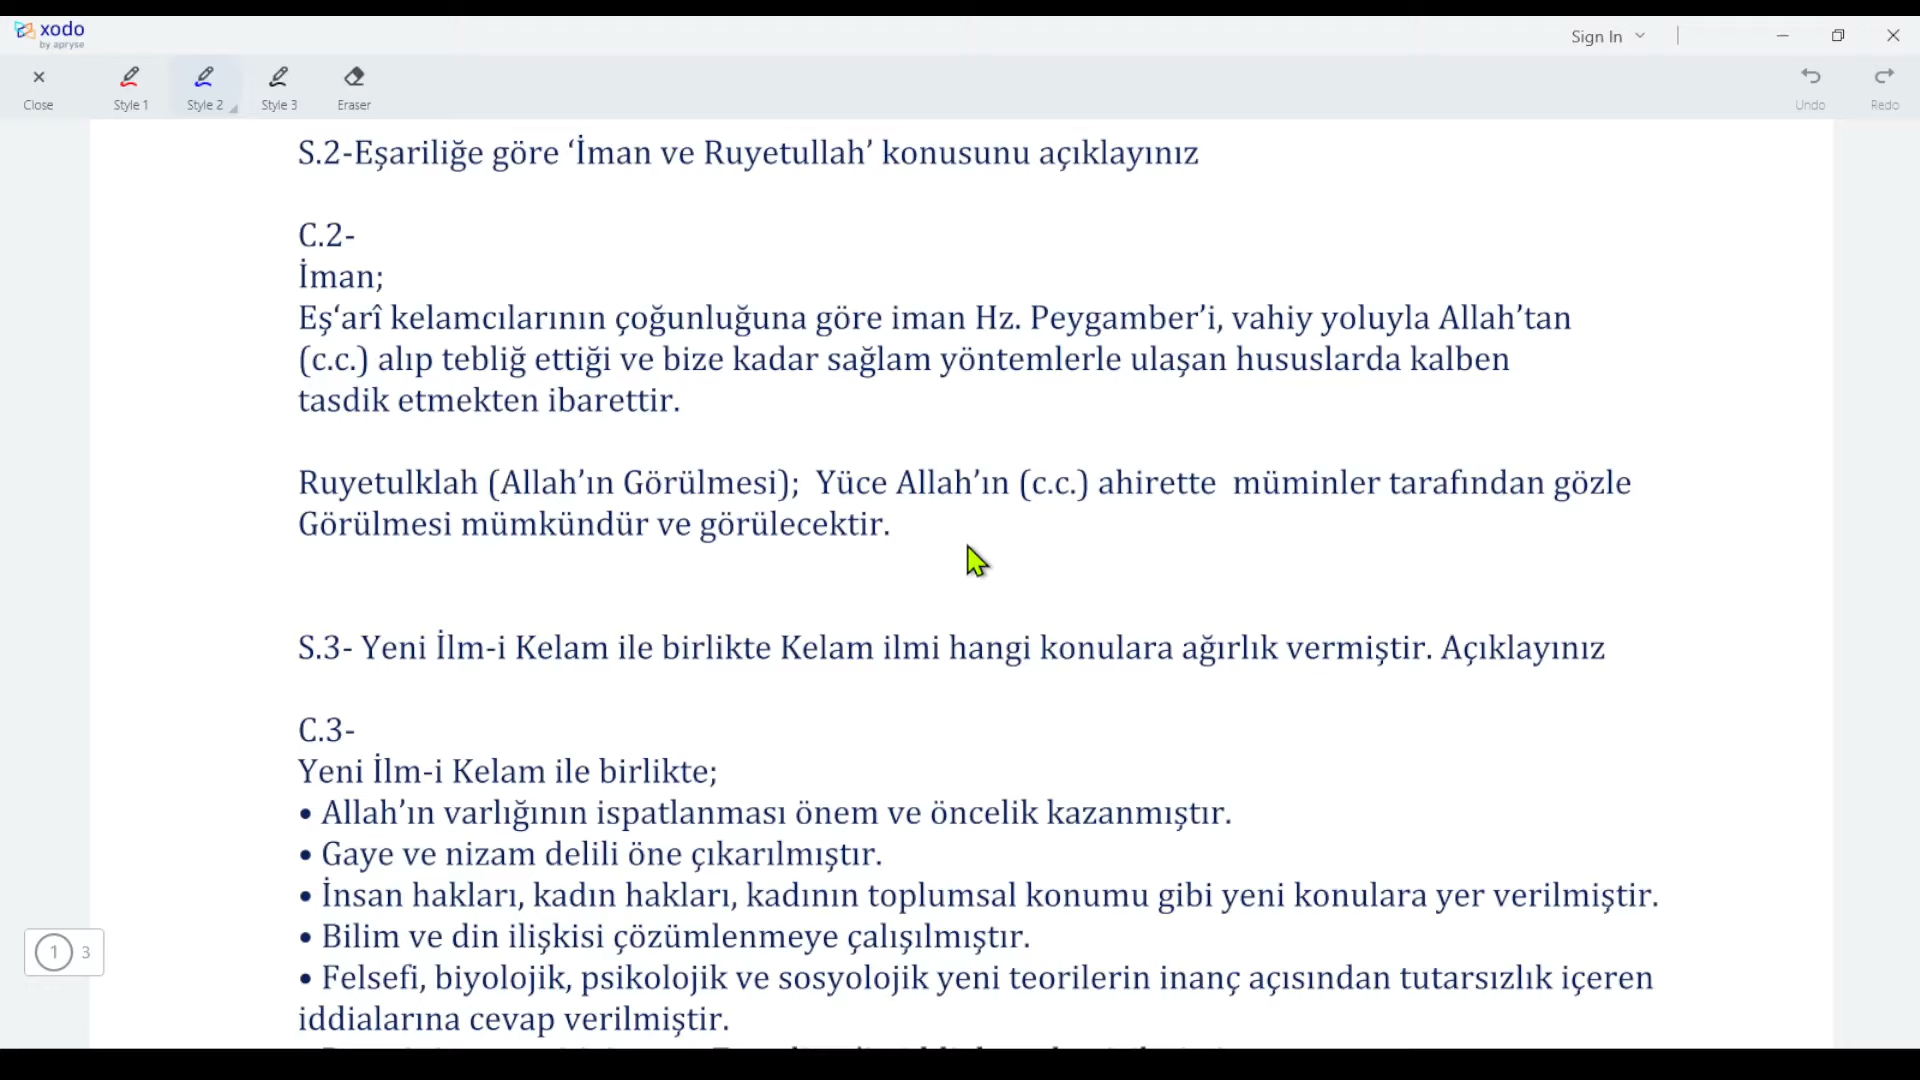 xodo
by apryse
Sign In
Close
Style 1
Style 2
Style 3
Eraser
Undo
Redo
S.2-Eşariliğe göre ‘İman ve Ruyetullah’ konusunu açıklayınız
C.2-
İman;
Eş‘arî kelamcılarının çoğunluğuna göre iman Hz. Peygamber’i, vahiy yoluyla Allah’tan
(c.c.) alıp tebliğ ettiği ve bize kadar sağlam yöntemlerle ulaşan hususlarda kalben
tasdik etmekten ibarettir.
Ruyetulklah (Allah’ın Görülmesi);  Yüce Allah’ın (c.c.) ahirette  müminler tarafından gözle
Görülmesi mümkündür ve görülecektir.
S.3- Yeni İlm-i Kelam ile birlikte Kelam ilmi hangi konulara ağırlık vermiştir. Açıklayınız
C.3-
Yeni İlm-i Kelam ile birlikte;
• Allah’ın varlığının ispatlanması önem ve öncelik kazanmıştır.
• Gaye ve nizam delili öne çıkarılmıştır.
• İnsan hakları, kadın hakları, kadının toplumsal konumu gibi yeni konulara yer verilmiştir.
• Bilim ve din ilişkisi çözümlenmeye çalışılmıştır.
• Felsefi, biyolojik, psikolojik ve sosyolojik yeni teorilerin inanç açısından tutarsızlık içeren
iddialarına cevap verilmiştir.
1 3